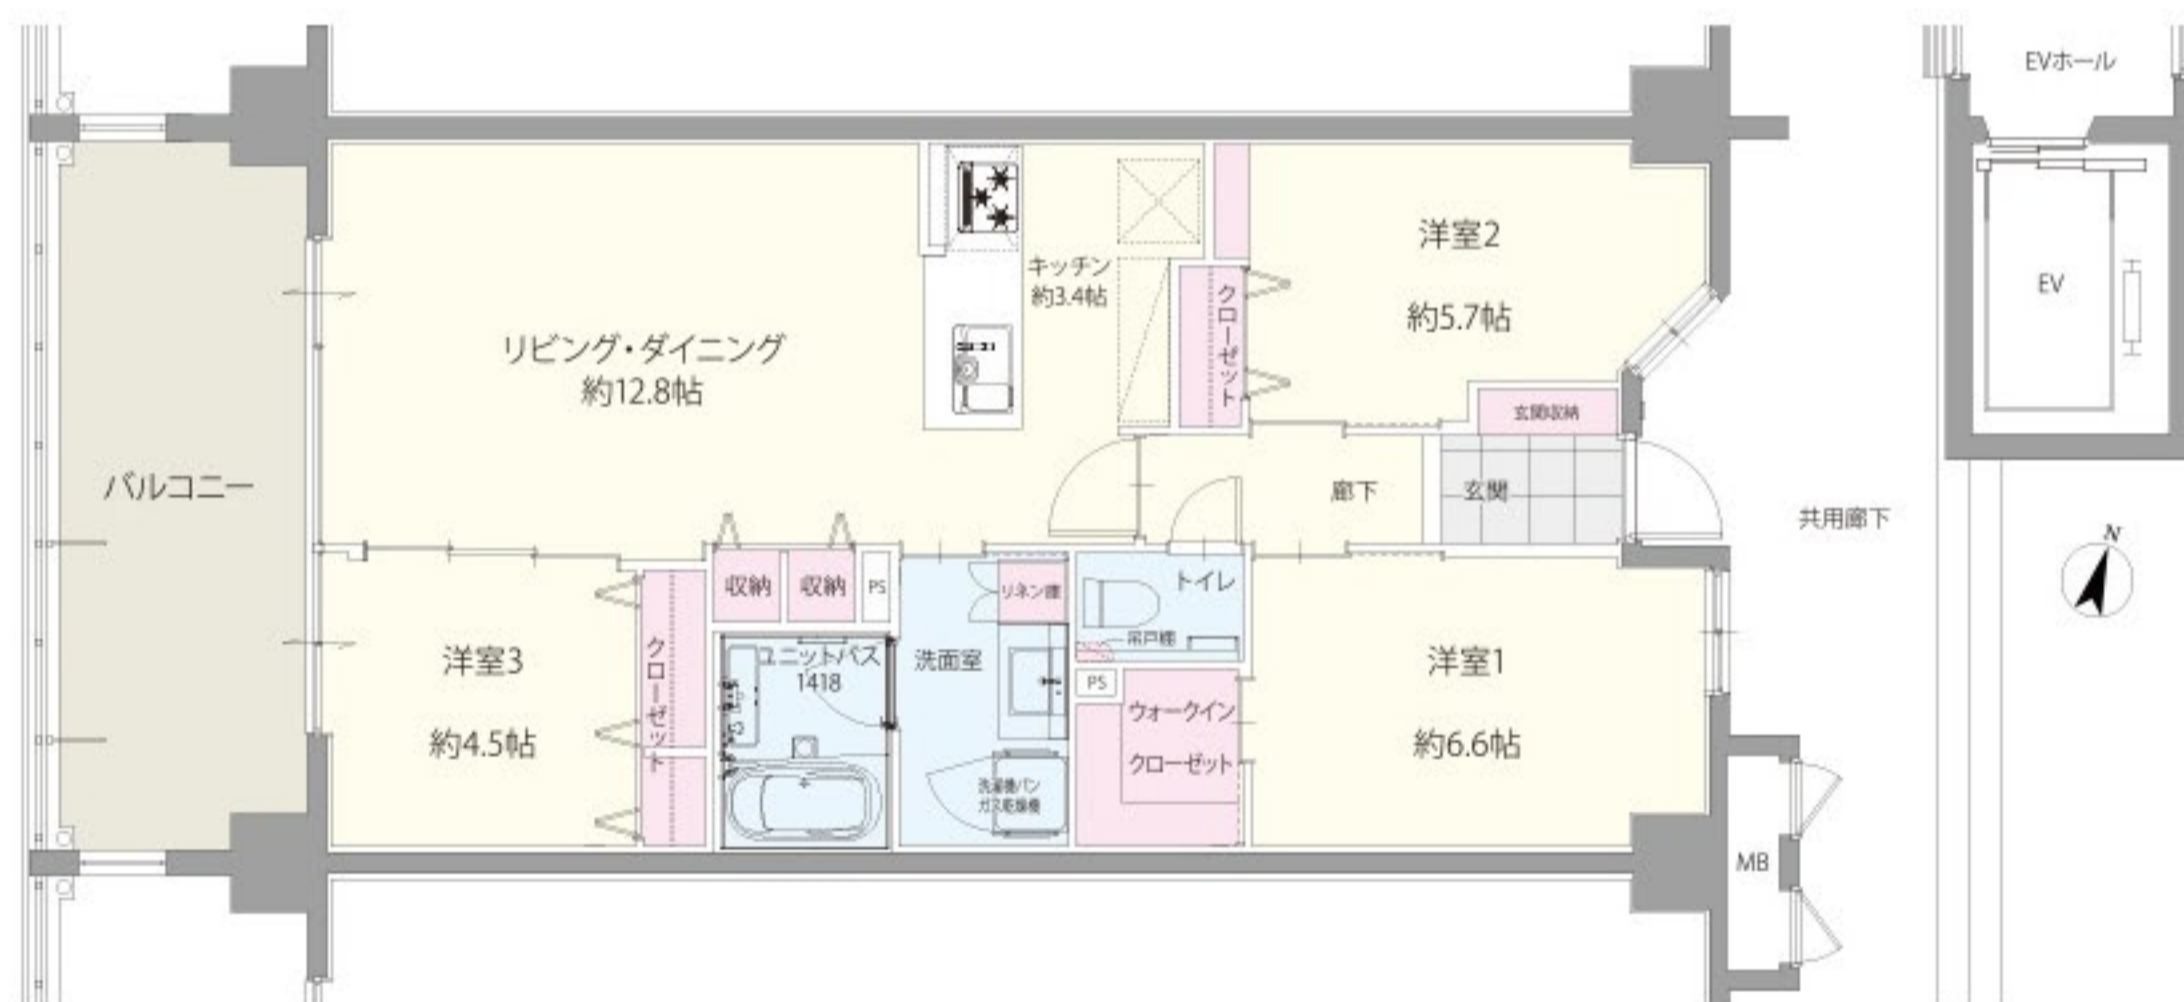 EVホール
EV
洋室2
約5.7帖
キッチン
約3.4帖
クローゼット
リビング・ダイニング
約12.8帖
玄関収納
バルコニー
廊下
玄関
共用廊下
N
収納
収納
PS
リネン庫
トイレ
吊戸棚
洋室3
約4.5帖
クローゼット
ユニットバス
1418
洗面室
PS
ウォークイン
クローゼット
洋室1
約6.6帖
洗濯機パン
ガス乾燥機
MB